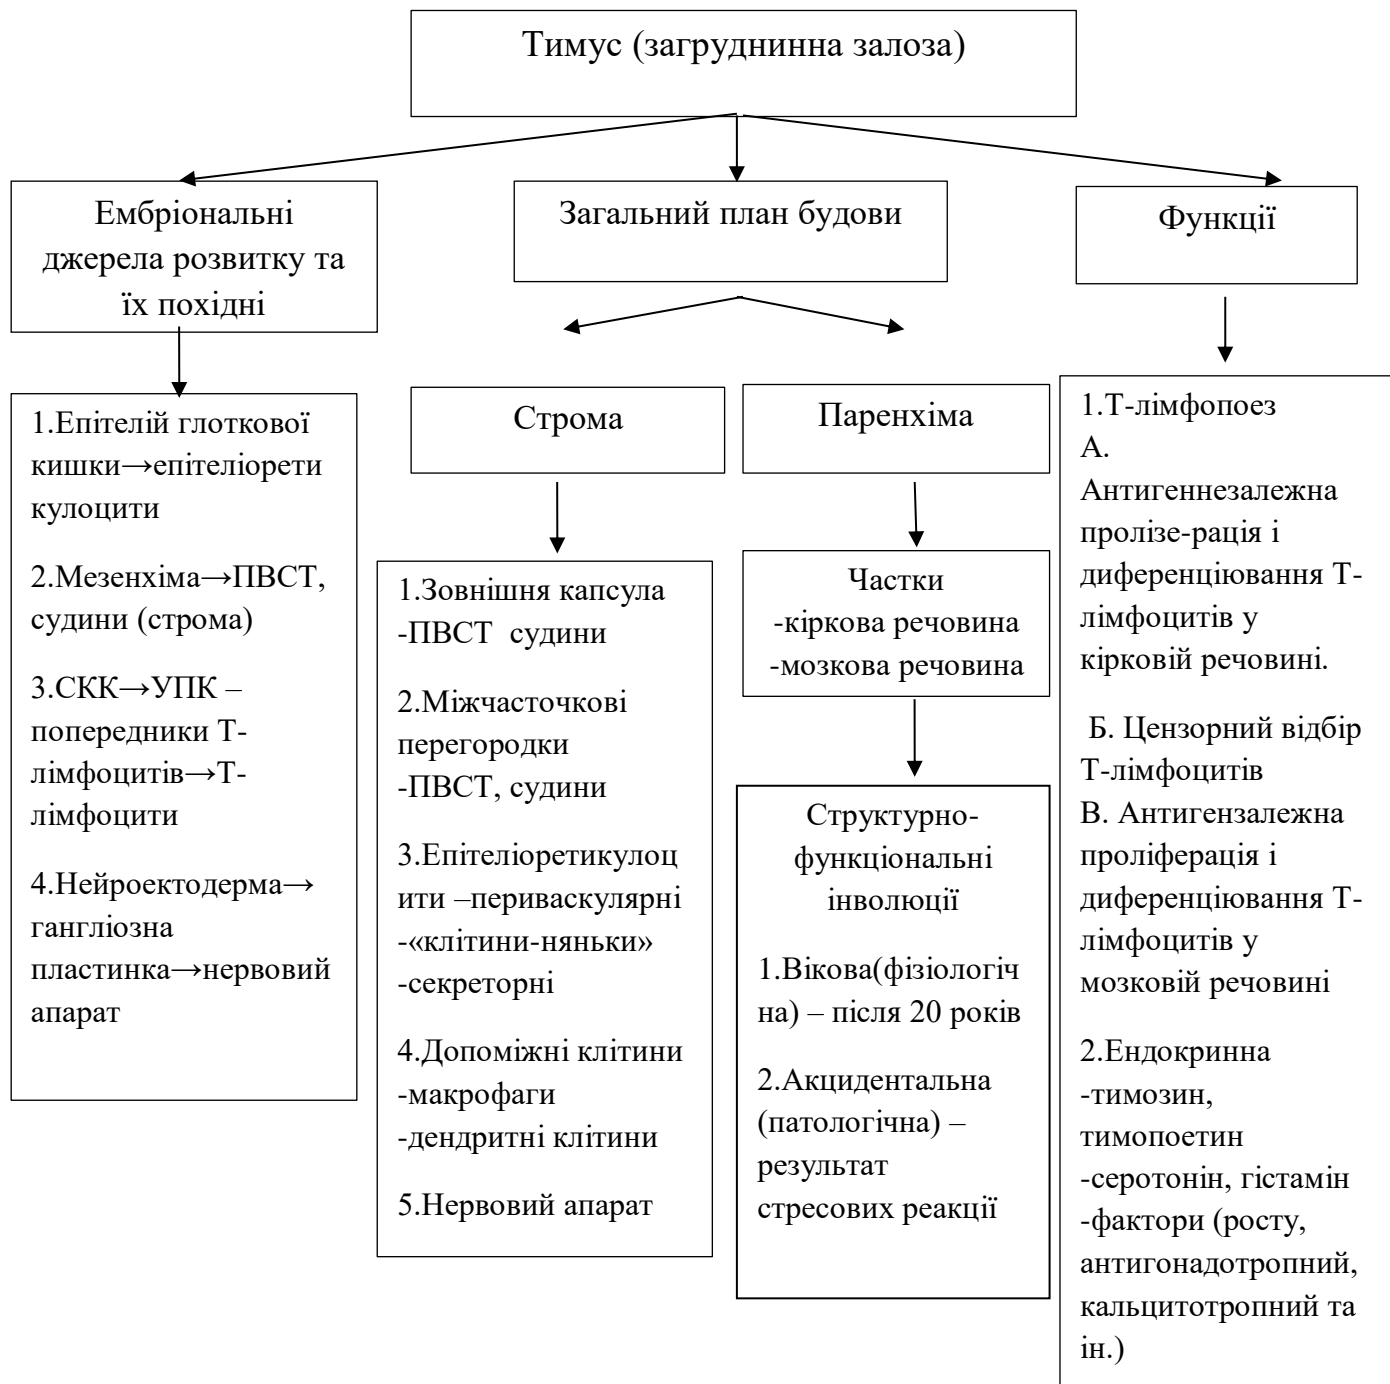 Тимус (загруднинна залоза)
Ембріональні
джерела розвитку та
їх похідні
Загальний план будови
Функції
1.Епітелій глоткової
кишки→епітеліорети
кулоцити
2.Мезенхіма→ПВСТ,
судини (строма)
3.СКК→УПК –
попередники Т-
лімфоцитів→Т-
лімфоцити
4.Нейроектодерма→
гангліозна
пластинка→нервовий
апарат
Строма
Паренхіма
1.Зовнішня капсула
-ПВСТ судини
2.Міжчасточкові
перегородки
-ПВСТ, судини
3.Епітеліоретикулоц
ити –периваскулярні
-«клітини-няньки»
-секреторні
4.Допоміжні клітини
-макрофаги
-дендритні клітини
5.Нервовий апарат
Частки
-кіркова речовина
-мозкова речовина
Структурно-
функціональні
інволюції
1.Вікова(фізіологіч
на) – після 20 років
2.Акцидентальна
(патологічна) –
результат
стресових реакції
1.Т-лімфопоез
А.
Антигеннезалежна
пролізе-рація і
диференціювання Т-
лімфоцитів у
кірковій речовині.
Б. Цензорний відбір
Т-лімфоцитів
В. Антигензалежна
проліферація і
диференціювання Т-
лімфоцитів у
мозковій речовині
2.Ендокринна
-тимозин,
тимопоетин
-серотонін, гістамін
-фактори (росту,
антигонадотропний,
кальцитотропний та
ін.)